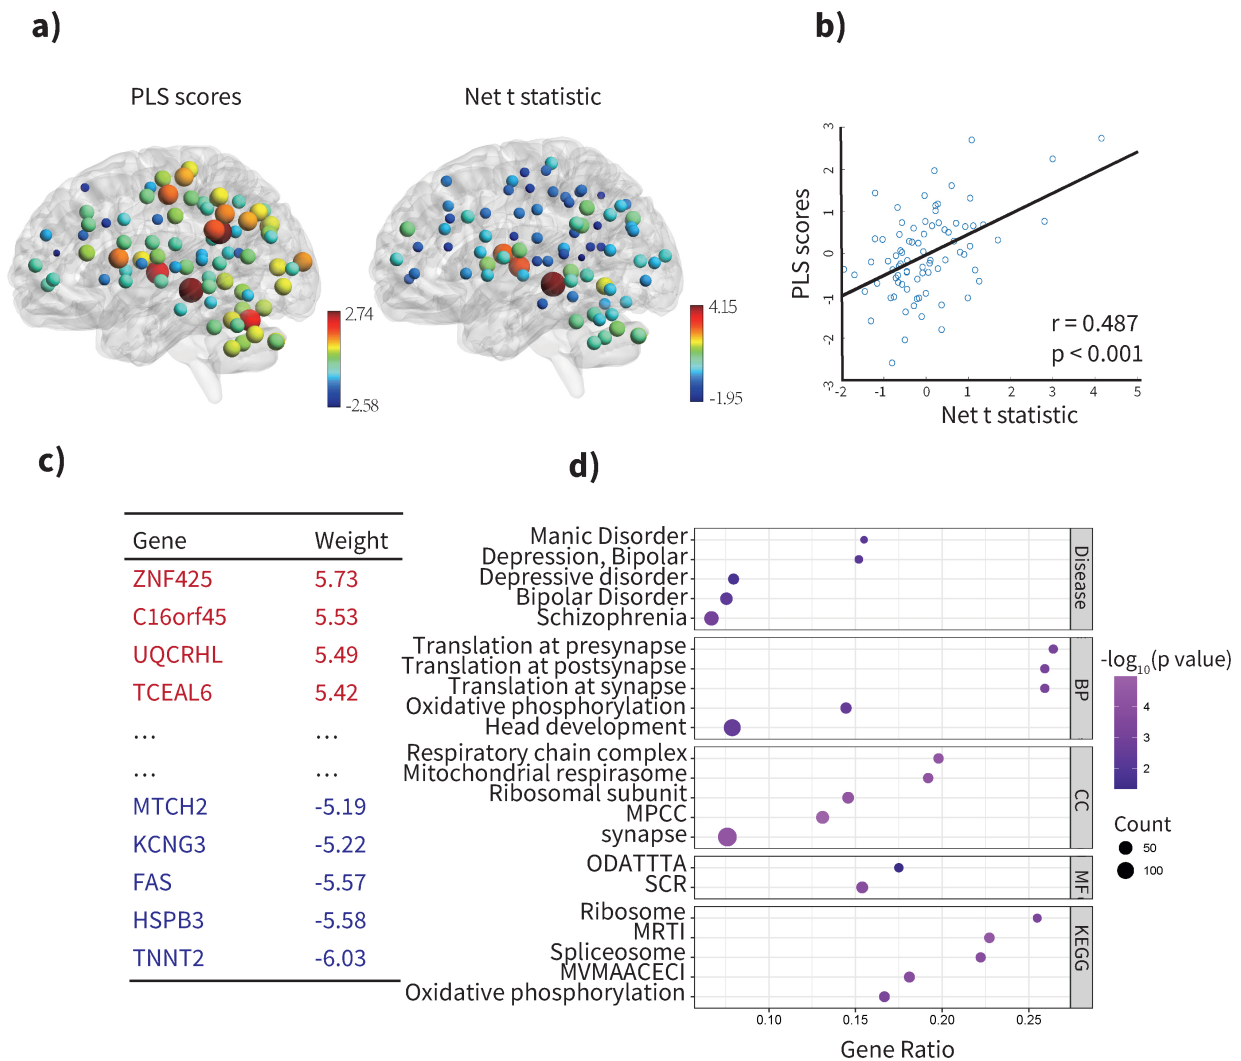 a)
PLS scores
Net t statistic
2.74
-2.58
4.15
-1.95
b)
PLS scores
3
2
1
0
-1
-2
-3
r = 0.487
p < 0.001
-2 -1 0 1 2 3 4 5
Net t statistic
c)
Gene Weight
ZNF425 5.73
C16orf45 5.53
UQCRHL 5.49
TCEAL6 5.42
... ...
... ...
MTCH2 -5.19
KCNG3 -5.22
FAS -5.57
HSPB3 -5.58
TNNT2 -6.03
d)
Manic Disorder
Depression, Bipolar
Depressive disorder
Bipolar Disorder
Schizophrenia
Disease
Translation at presynapse
Translation at postsynapse
Translation at synapse
Oxidative phosphorylation
Head development
BP
Respiratory chain complex
Mitochondrial respirasome
Ribosomal subunit
MPCC
synapse
CC
ODATTTA
SCR
MF
Ribosome
MRTI
Spliceosome
MVMAACECI
Oxidative phosphorylation
KEGG
0.10 0.15 0.20 0.25
Gene Ratio
-log10(p value)
4
3
2
Count
50
100